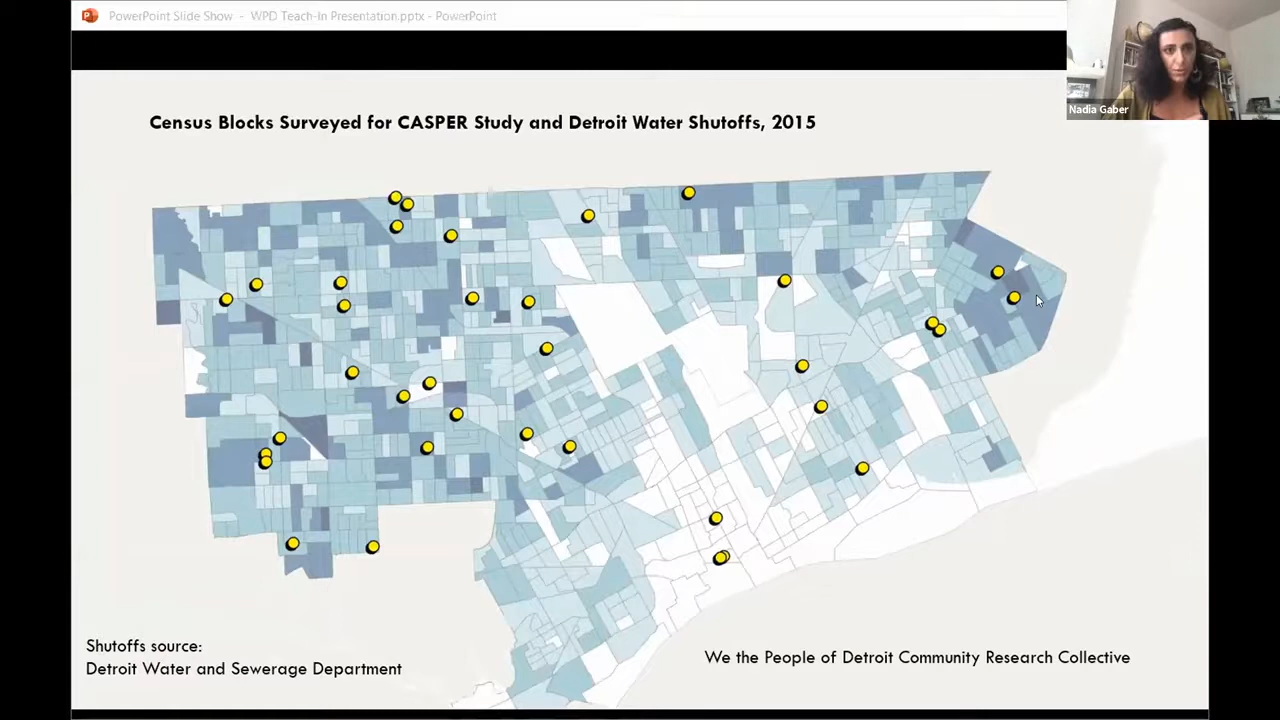 PowerPoint Slide Show - WPD Teach-In Presentation.pptx - PowerPoint
Nadia Gaber
Census Blocks Surveyed for CASPER Study and Detroit Water Shutoffs, 2015
Shutoffs source:
Detroit Water and Sewerage Department
We the People of Detroit Community Research Collective